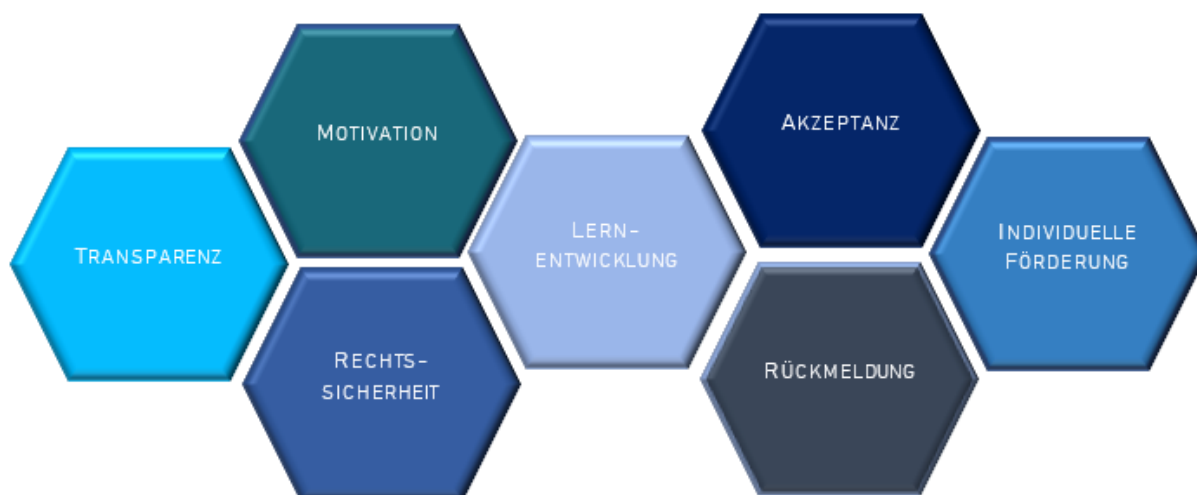 TRANSPARENZ
MOTIVATION
RECHTS-
SICHERHEIT
LERN-
ENTWICKLUNG
AKZEPTANZ
RÜCKMELDUNG
INDIVIDUELLE
FÖRDERUNG